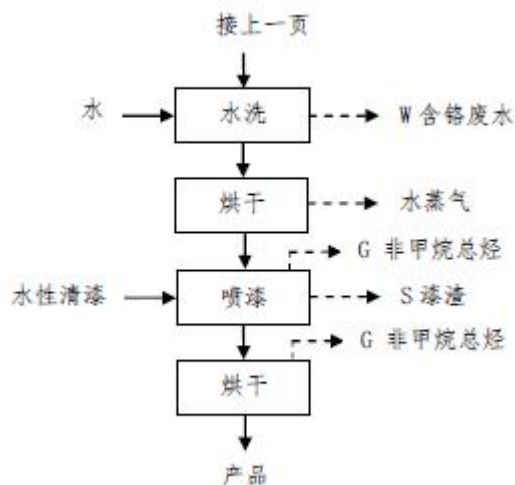 接上一页
水
水洗
W 含铬废水
烘干
水蒸气
G 非甲烷总烃
水性清漆
喷漆
S 漆渣
G 非甲烷总烃
烘干
产品